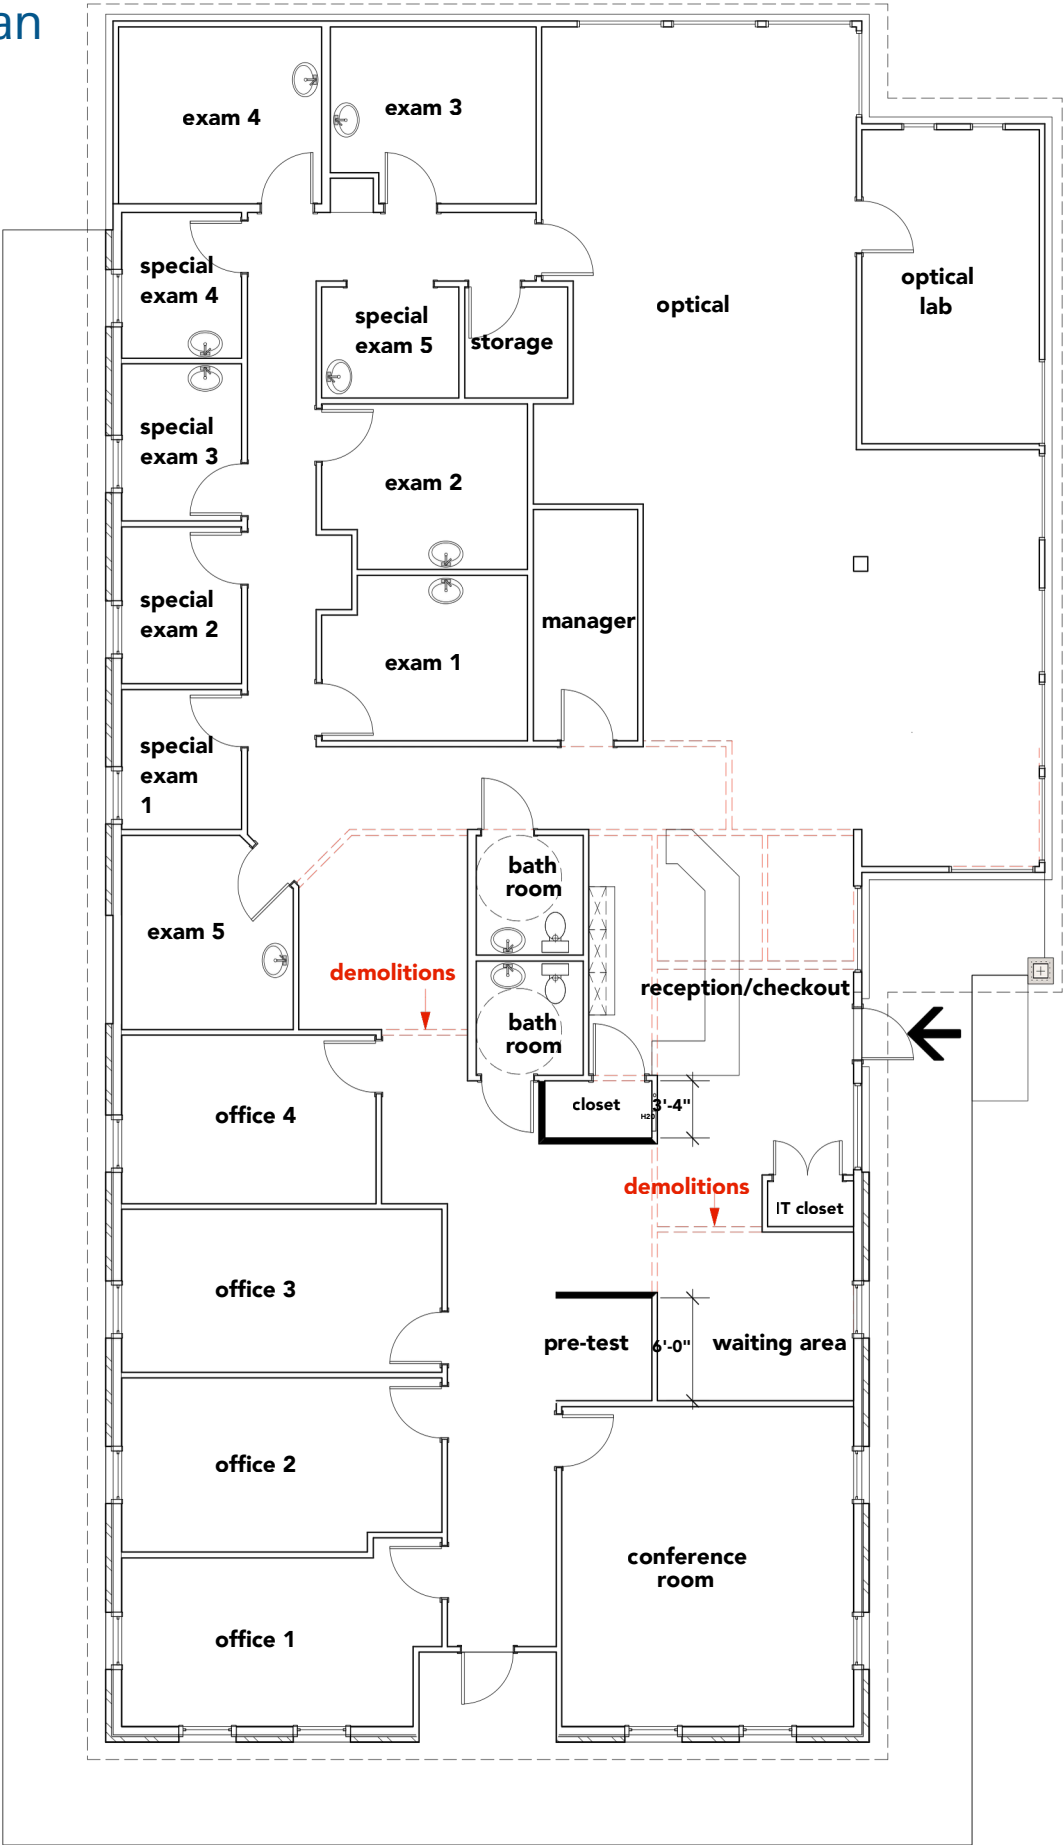 an
exam 4
exam 3
special
exam 4
special
exam 5
storage
optical
optical
lab
special
exam 3
exam 2
special
exam 2
manager
exam 1
special
exam
1
bath
room
exam 5
demolitions
reception/checkout
bath
room
closet
H20
3'-4"
office 4
demolitions
IT closet
office 3
pre-test
6'-0"
waiting area
office 2
conference
room
office 1